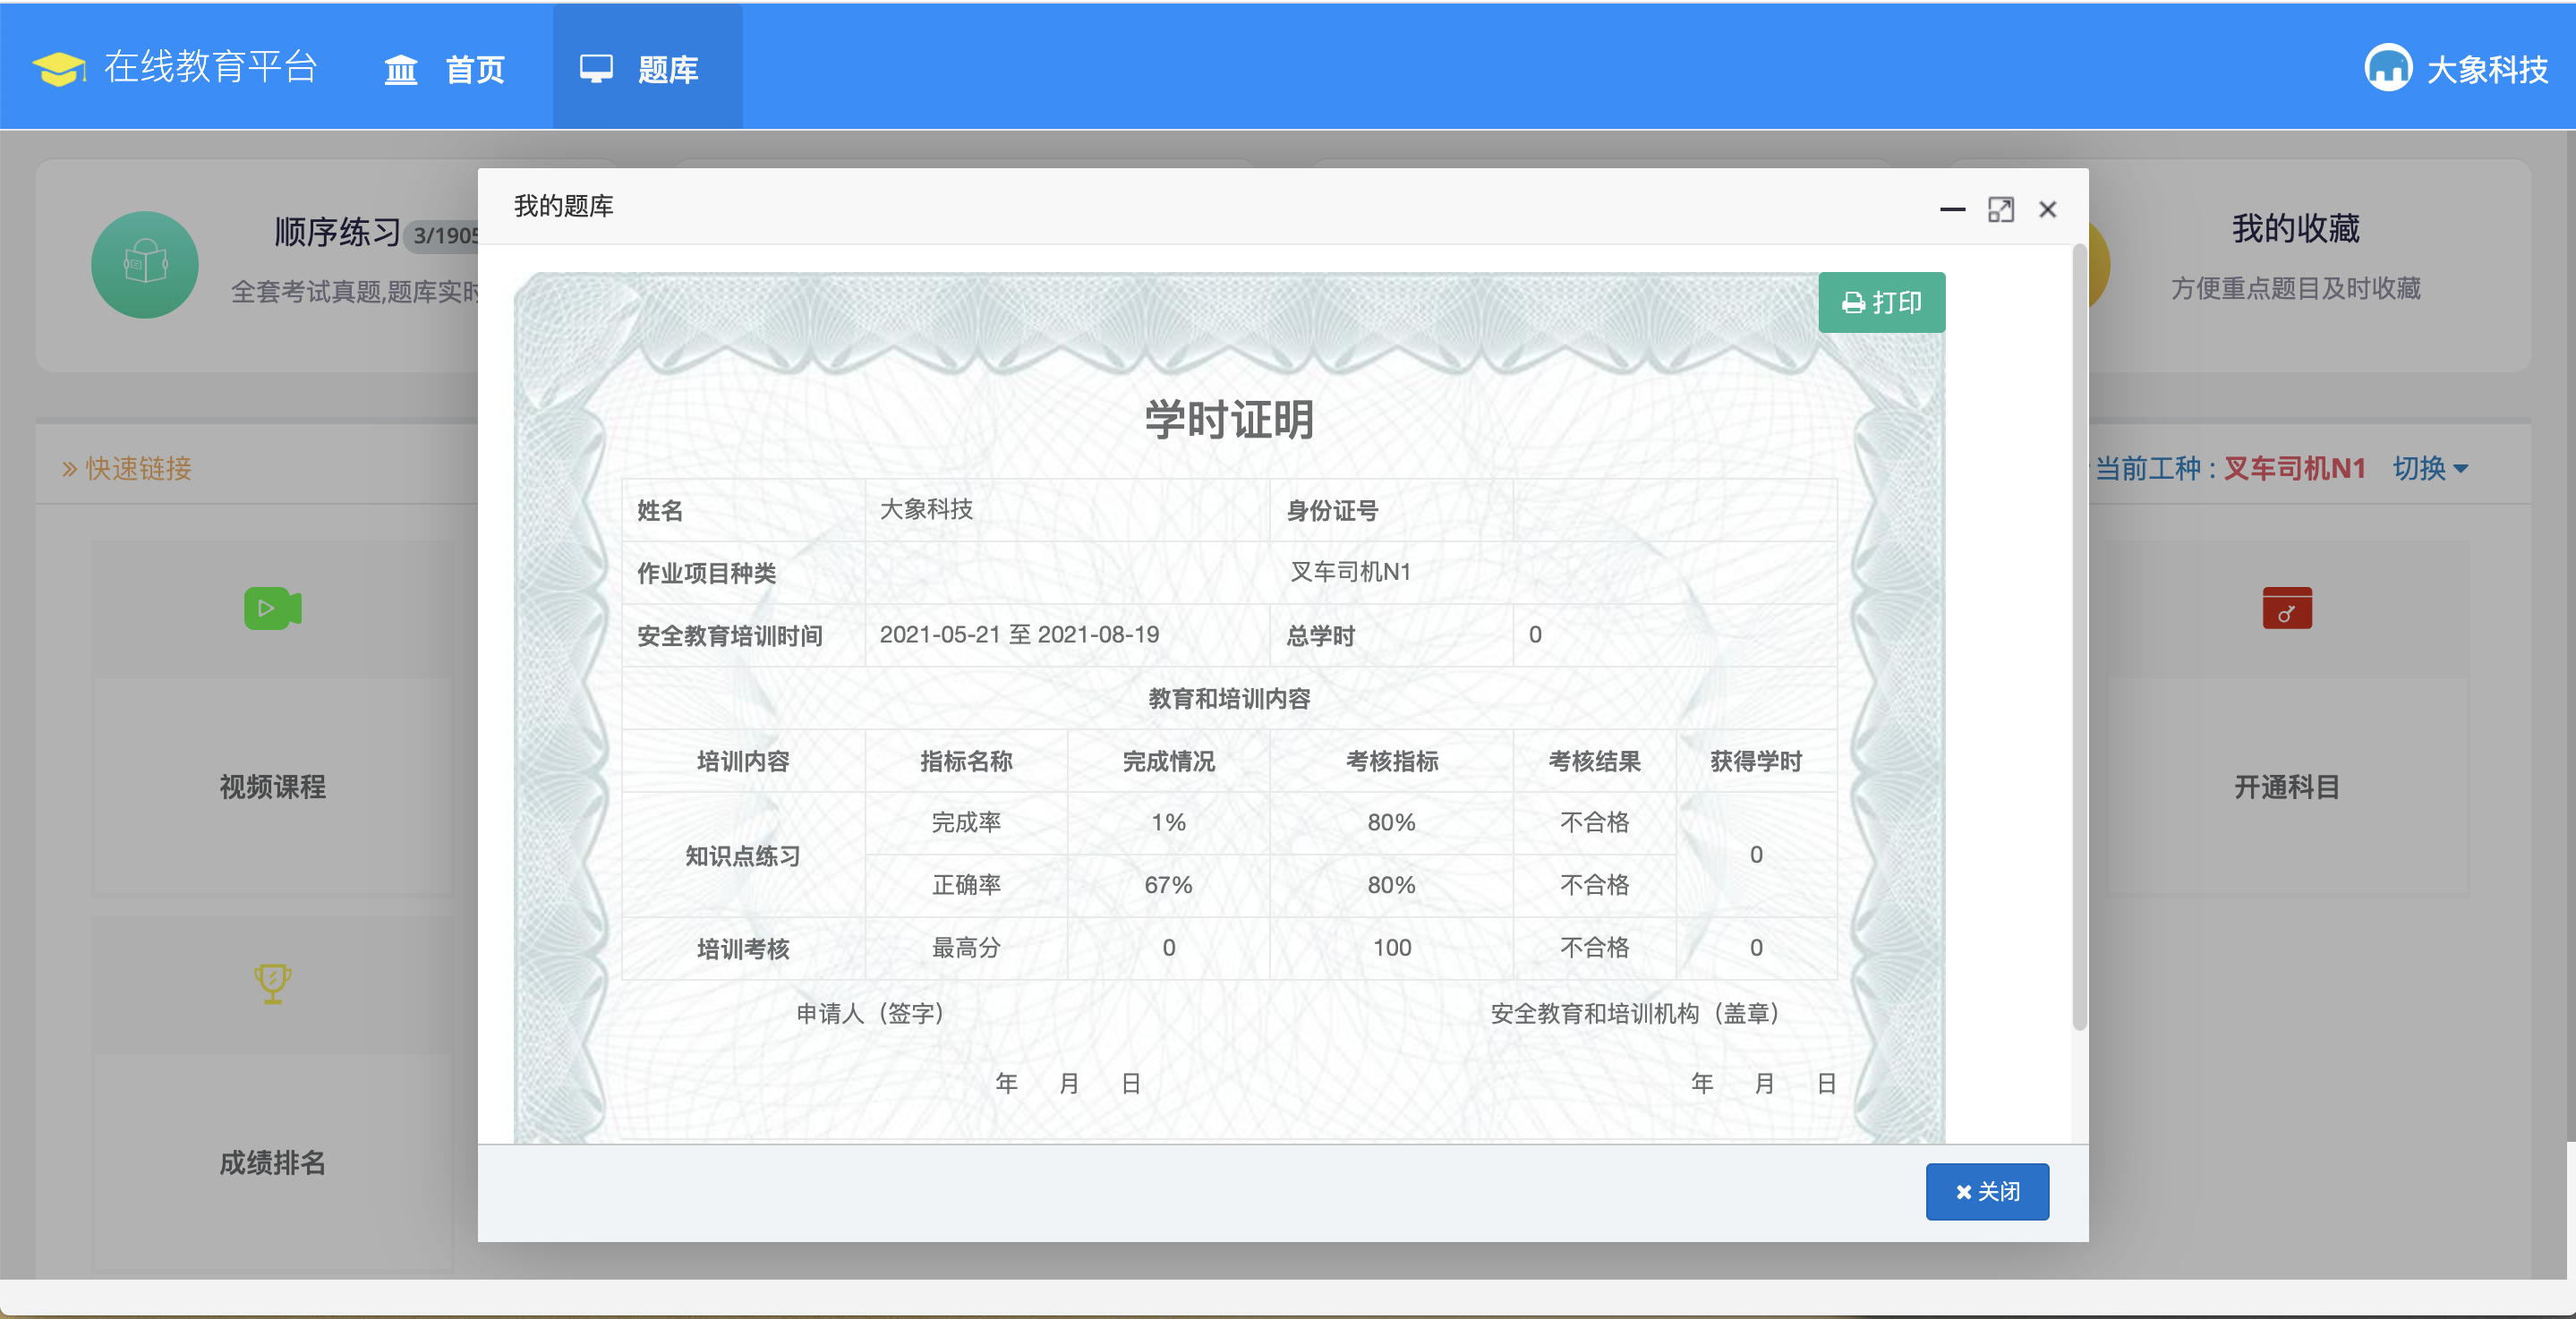 在线教育平台 首页 题库 大象科技
顺序练习 3/1905
全套考试真题,题库实时
我的收藏
方便重点题目及时收藏
快速链接
当前工种 : 叉车司机N1 切换
视频课程
开通科目
成绩排名
我的题库
打印
学时证明
姓名 大象科技 身份证号
作业项目种类 叉车司机N1
安全教育培训时间 2021-05-21 至 2021-08-19 总学时 0
教育和培训内容
培训内容 指标名称 完成情况 考核指标 考核结果 获得学时
知识点练习 完成率 1% 80% 不合格 0
正确率 67% 80% 不合格
培训考核 最高分 0 100 不合格 0
申请人（签字） 安全教育和培训机构（盖章）
年 月 日 年 月 日
关闭